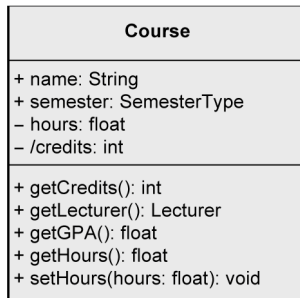 Course
+ name: String
+ semester: SemesterType
− hours: float
− /credits: int
+ getCredits(): int
+ getLecturer(): Lecturer
+ getGPA(): float
+ getHours(): float
+ setHours(hours: float): void